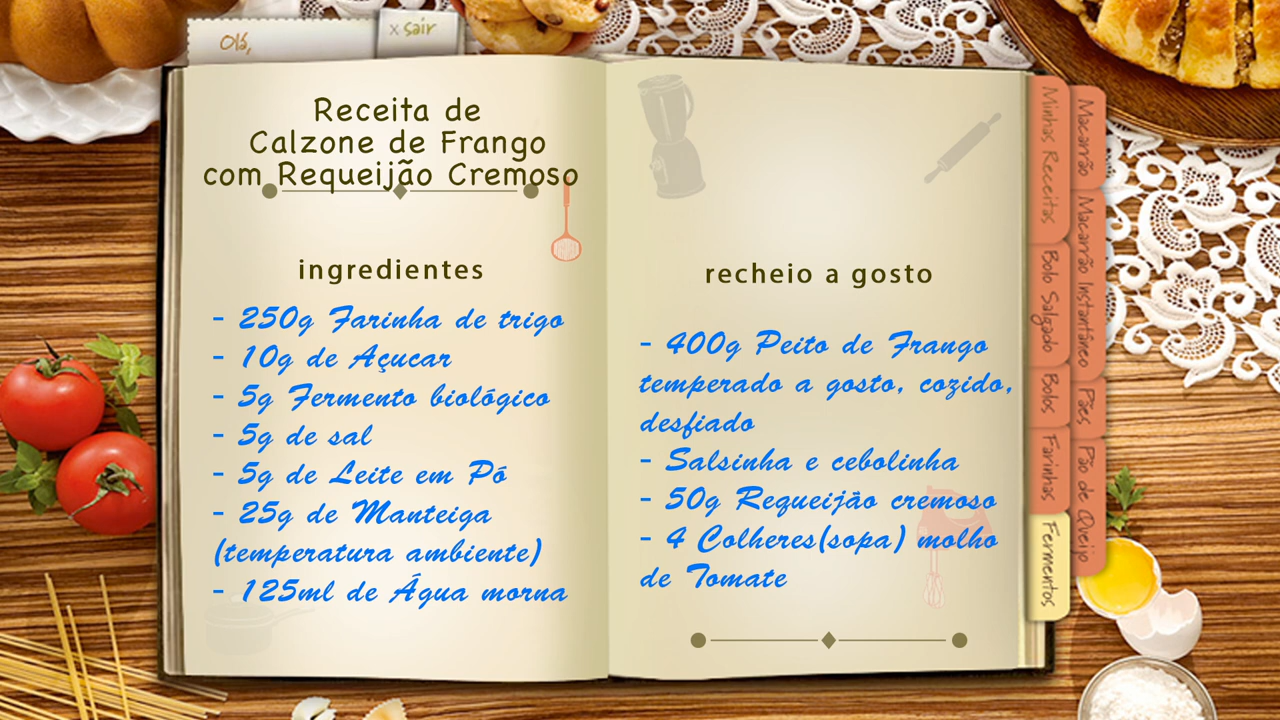 Olá,
x sair
Receita de
Calzone de Frango
com Requeijão Cremoso
ingredientes
- 250g Farinha de trigo
- 10g de Açucar
- 5g Fermento biológico
- 5g de sal
- 5g de Leite em Pó
- 25g de Manteiga
(temperatura ambiente)
- 125ml de Água morna
recheio a gosto
- 400g Peito de Frango
temperado a gosto, cozido,
desfiado
- Salsinha e cebolinha
- 50g Requeijão cremoso
- 4 Colheres(sopa) molho
de Tomate
Minhas Receitas
Bolo Salgado
Bolos
Farinhas
Fermentos
Macarrão
Macarrão Instantâneo
Pães
Pão de Queijo